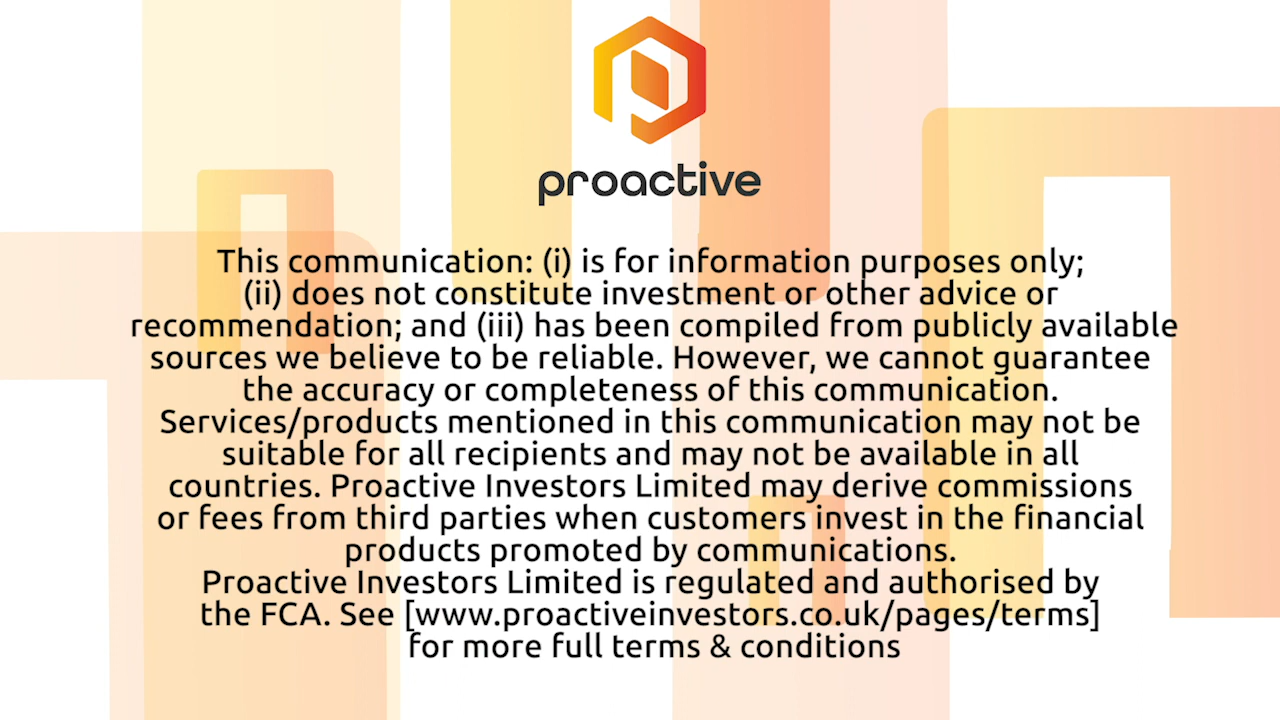 proactive
This communication: (i) is for information purposes only;
(ii) does not constitute investment or other advice or
recommendation; and (iii) has been compiled from publicly available
sources we believe to be reliable. However, we cannot guarantee
the accuracy or completeness of this communication.
Services/products mentioned in this communication may not be
suitable for all recipients and may not be available in all
countries. Proactive Investors Limited may derive commissions
or fees from third parties when customers invest in the financial
products promoted by communications.
Proactive Investors Limited is regulated and authorised by
the FCA. See [www.proactiveinvestors.co.uk/pages/terms]
for more full terms & conditions